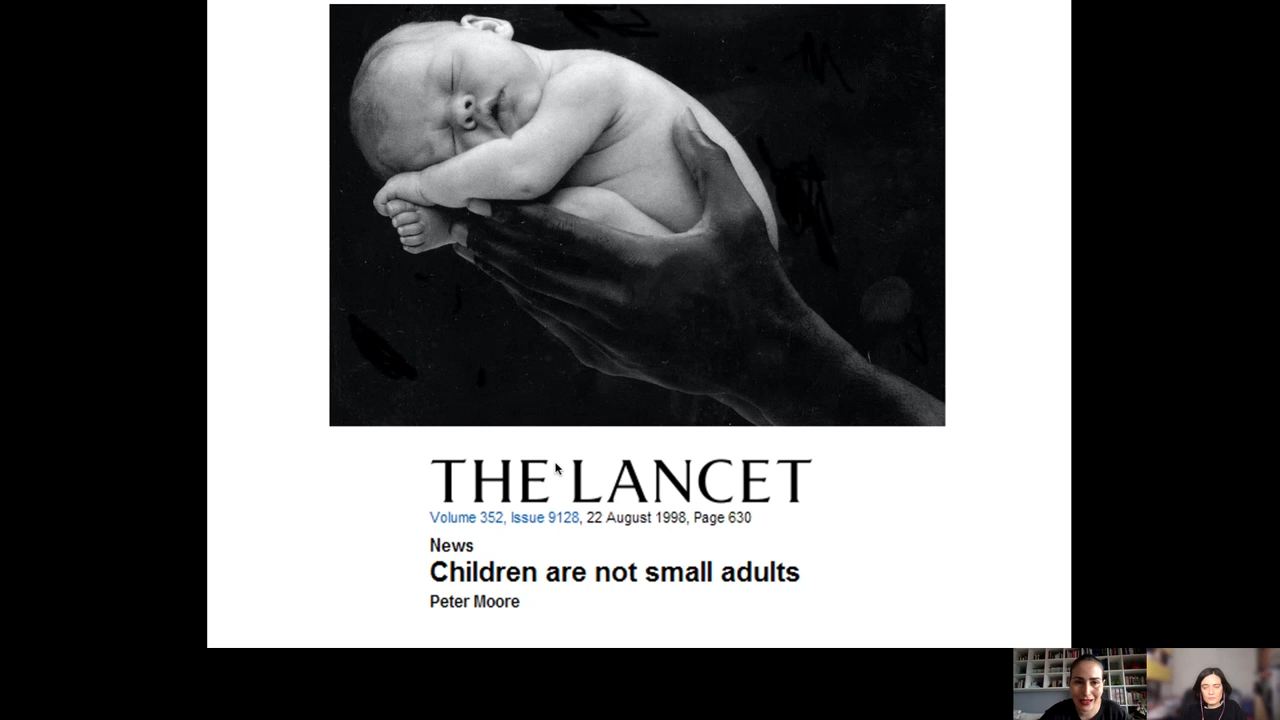 THE LANCET
Volume 352, Issue 9128, 22 August 1998, Page 630
News
Children are not small adults
Peter Moore